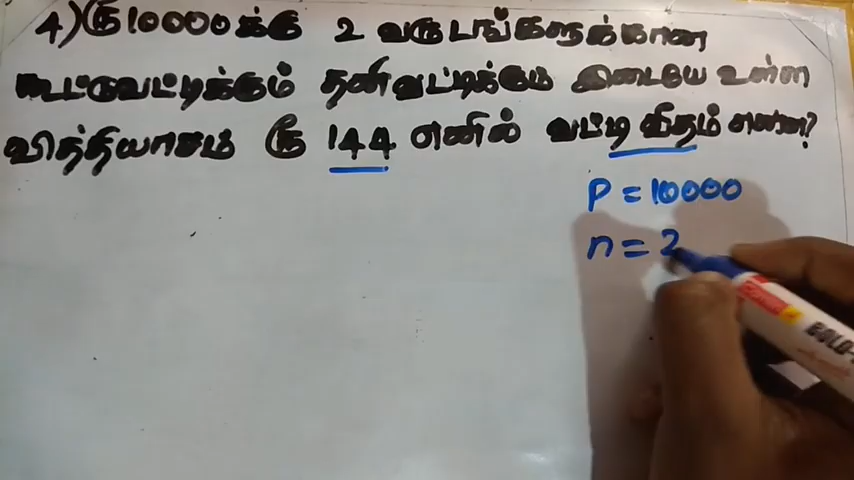 4) ரூ 10000க்கு 2 வருடங்களுக்கான
கூட்டுவட்டிக்கும் தனிவட்டிக்கும் இடையே உள்ள
வித்தியாசம் ரூ 144 எனில் வட்டி வீதம் என்ன?
P = 10000
n = 2